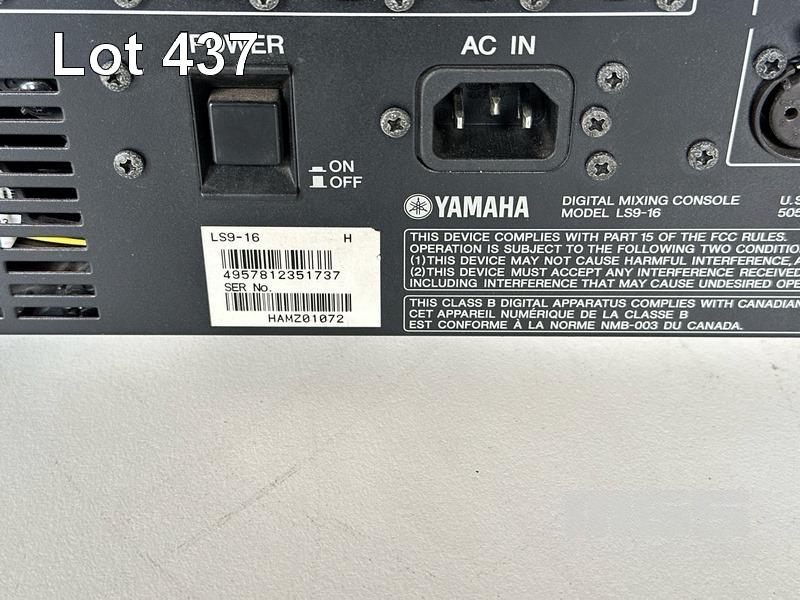 Lot 437
POWER
AC IN
ON
OFF
YAMAHA
DIGITAL MIXING CONSOLE
MODEL LS9-16
U.S
505
LS9-16 H
4957812351737
SER No.
HAMZ01072
THIS DEVICE COMPLIES WITH PART 15 OF THE FCC RULES.
OPERATION IS SUBJECT TO THE FOLLOWING TWO CONDITIO
(1)THIS DEVICE MAY NOT CAUSE HARMFUL INTERFERENCE, A
(2)THIS DEVICE MUST ACCEPT ANY INTERFERENCE RECEIVED
INCLUDING INTERFERENCE THAT MAY CAUSE UNDESIRED OPE
THIS CLASS B DIGITAL APPARATUS COMPLIES WITH CANADIAN
CET APPAREIL NUMÉRIQUE DE LA CLASSE B
EST CONFORME À LA NORME NMB-003 DU CANADA.